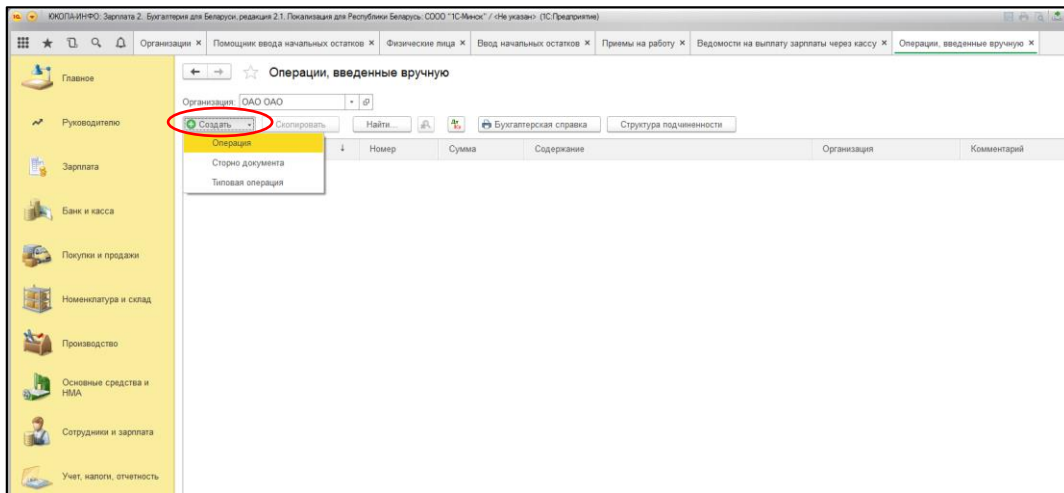 ЮКОЛА-ИНФО: Зарплата 2. Бухгалтерия для Беларуси, редакция 2.1. Локализация для Республики Беларусь: СООО "1С-Минск" / <Не указан> (1С:Предприятие)
Организации × Помощник ввода начальных остатков × Физические лица × Ввод начальных остатков × Приемы на работу × Ведомости на выплату зарплаты через кассу × Операции, введенные вручную ×
Главное
Руководителю
Зарплата
Банк и касса
Покупки и продажи
Номенклатура и склад
Производство
Основные средства и
НМА
Сотрудники и зарплата
Учет, налоги, отчетность
Операции, введенные вручную
Организация: ОАО ОАО
Создать Скопировать Найти... Дт Кт Бухгалтерская справка Структура подчиненности
↓ Номер Сумма Содержание Организация Комментарий
Операция
Сторно документа
Типовая операция